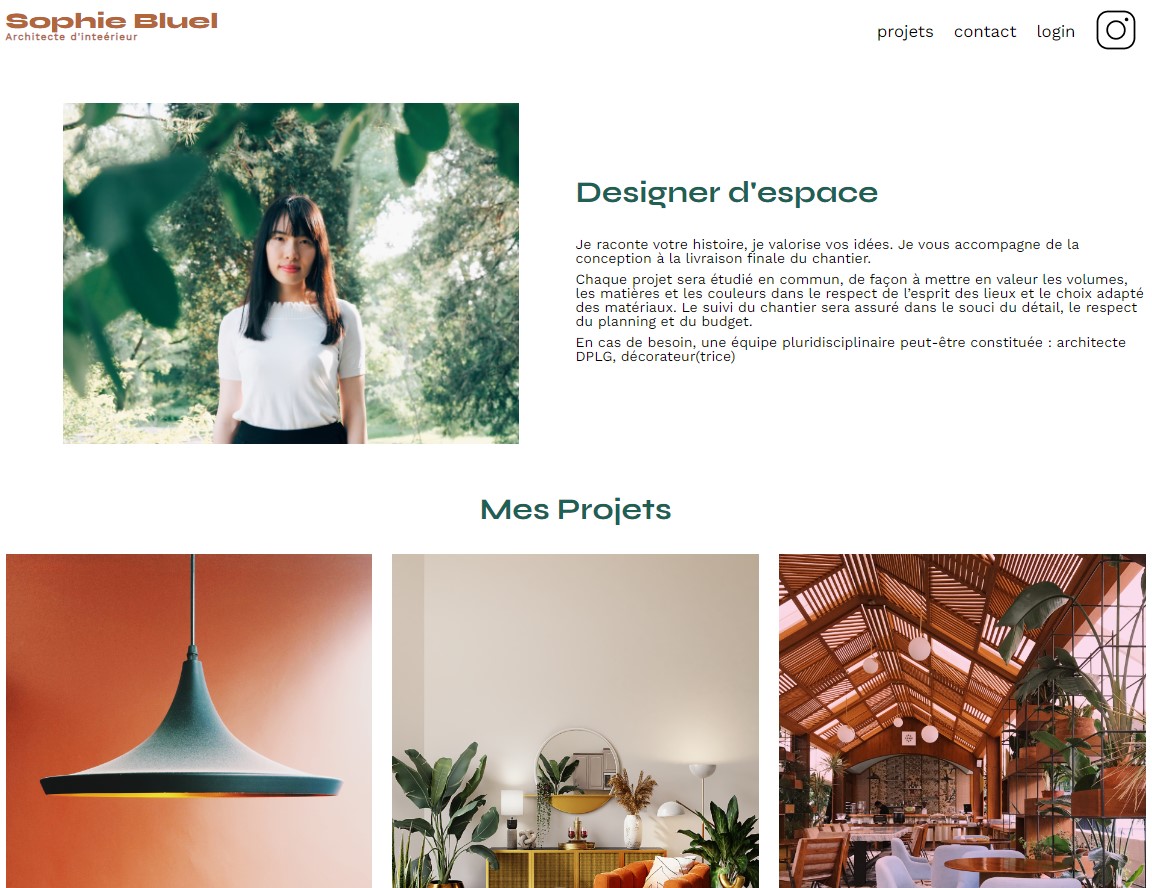 Sophie Bluel
Architecte d'inteérieur
projets contact login
Designer d'espace
Je raconte votre histoire, je valorise vos idées. Je vous accompagne de la
conception à la livraison finale du chantier.
Chaque projet sera étudié en commun, de façon à mettre en valeur les volumes,
les matières et les couleurs dans le respect de l’esprit des lieux et le choix adapté
des matériaux. Le suivi du chantier sera assuré dans le souci du détail, le respect
du planning et du budget.
En cas de besoin, une équipe pluridisciplinaire peut-être constituée : architecte
DPLG, décorateur(trice)
Mes Projets